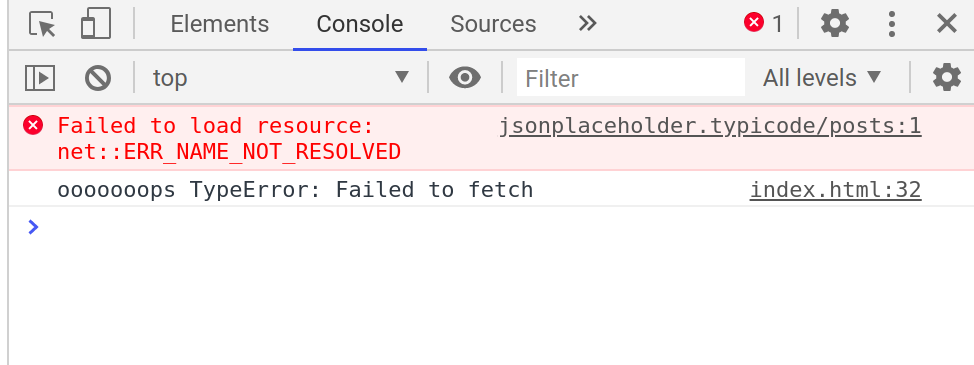 Elements Console Sources 1
top Filter All levels
Failed to load resource: jsonplaceholder.typicode/posts:1
net::ERR_NAME_NOT_RESOLVED
ooooooops TypeError: Failed to fetch index.html:32